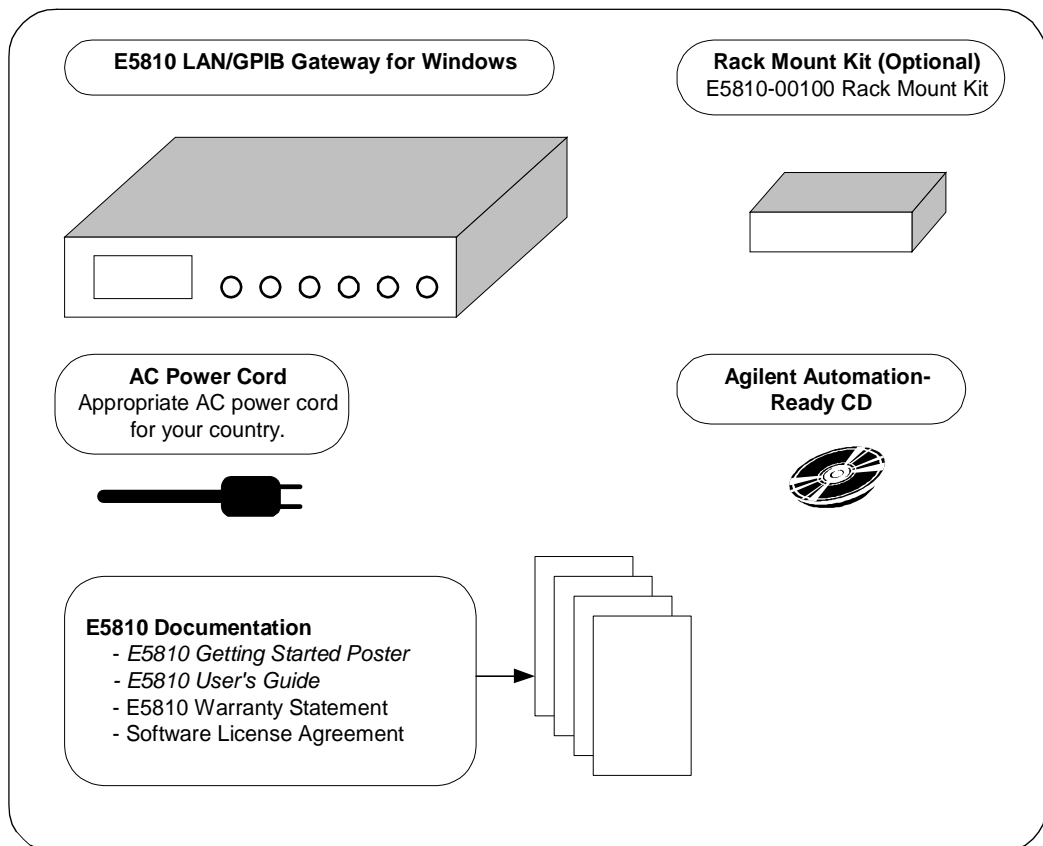 E5810 LAN/GPIB Gateway for Windows
Rack Mount Kit (Optional)
E5810-00100 Rack Mount Kit
AC Power Cord
Appropriate AC power cord
for your country.
Agilent Automation-
Ready CD
E5810 Documentation
- E5810 Getting Started Poster
- E5810 User's Guide
- E5810 Warranty Statement
- Software License Agreement